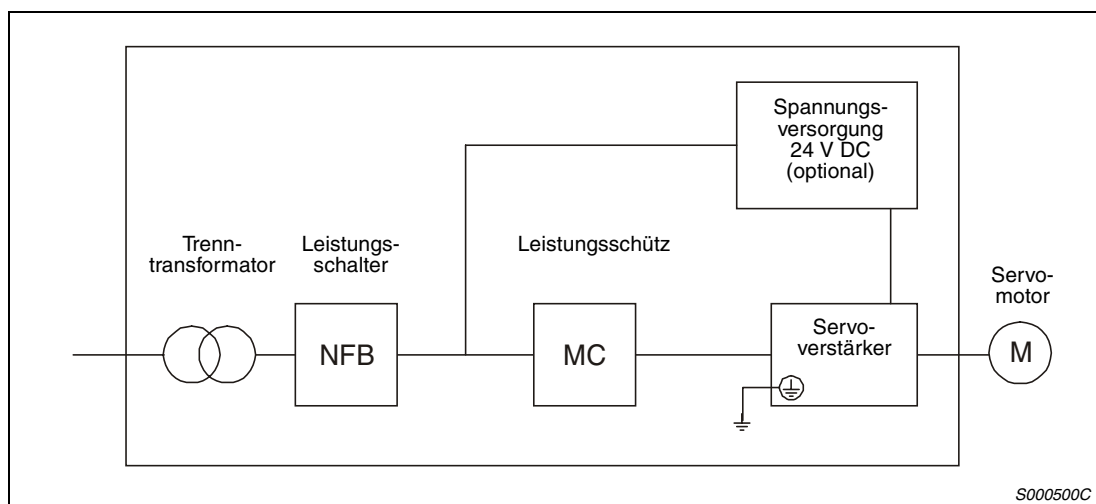 Spannungs-
versorgung
24 V DC
(optional)
Trenn-
transformator
Leistungs-
schalter
Leistungsschütz
Servo-
motor
NFB
MC
Servo-
verstärker
M
S000500C